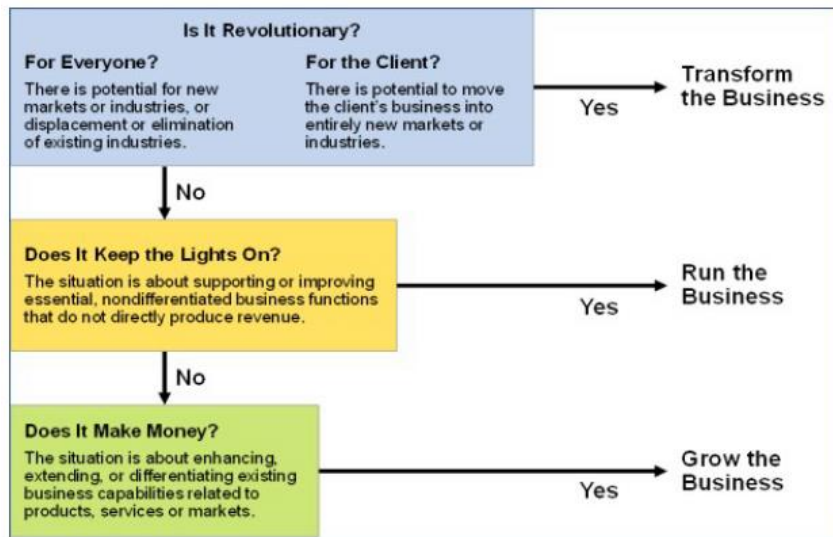 Is It Revolutionary?
For Everyone?
There is potential for new
markets or industries, or
displacement or elimination
of existing industries.
For the Client?
There is potential to move
the client's business into
entirely new markets or
industries.
Yes
Transform
the Business
No
Does It Keep the Lights On?
The situation is about supporting or improving
essential, nondifferentiated business functions
that do not directly produce revenue.
Yes
Run the
Business
No
Does It Make Money?
The situation is about enhancing,
extending, or differentiating existing
business capabilities related to
products, services or markets.
Yes
Grow the
Business